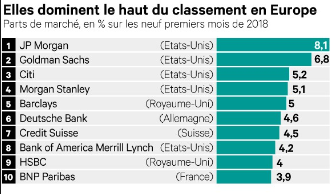 Elles dominent le haut du classement en Europe
Parts de marché, en % sur les neuf premiers mois de 2018
1 JP Morgan (Etats-Unis) 8,1
2 Goldman Sachs (Etats-Unis) 6,8
3 Citi (Etats-Unis) 5,2
4 Morgan Stanley (Etats-Unis) 5,1
5 Barclays (Royaume-Uni) 5
6 Deutsche Bank (Allemagne) 4,6
7 Credit Suisse (Suisse) 4,5
8 Bank of America Merrill Lynch (Etats-Unis) 4,2
9 HSBC (Royaume-Uni) 4
10 BNP Paribas (France) 3,9